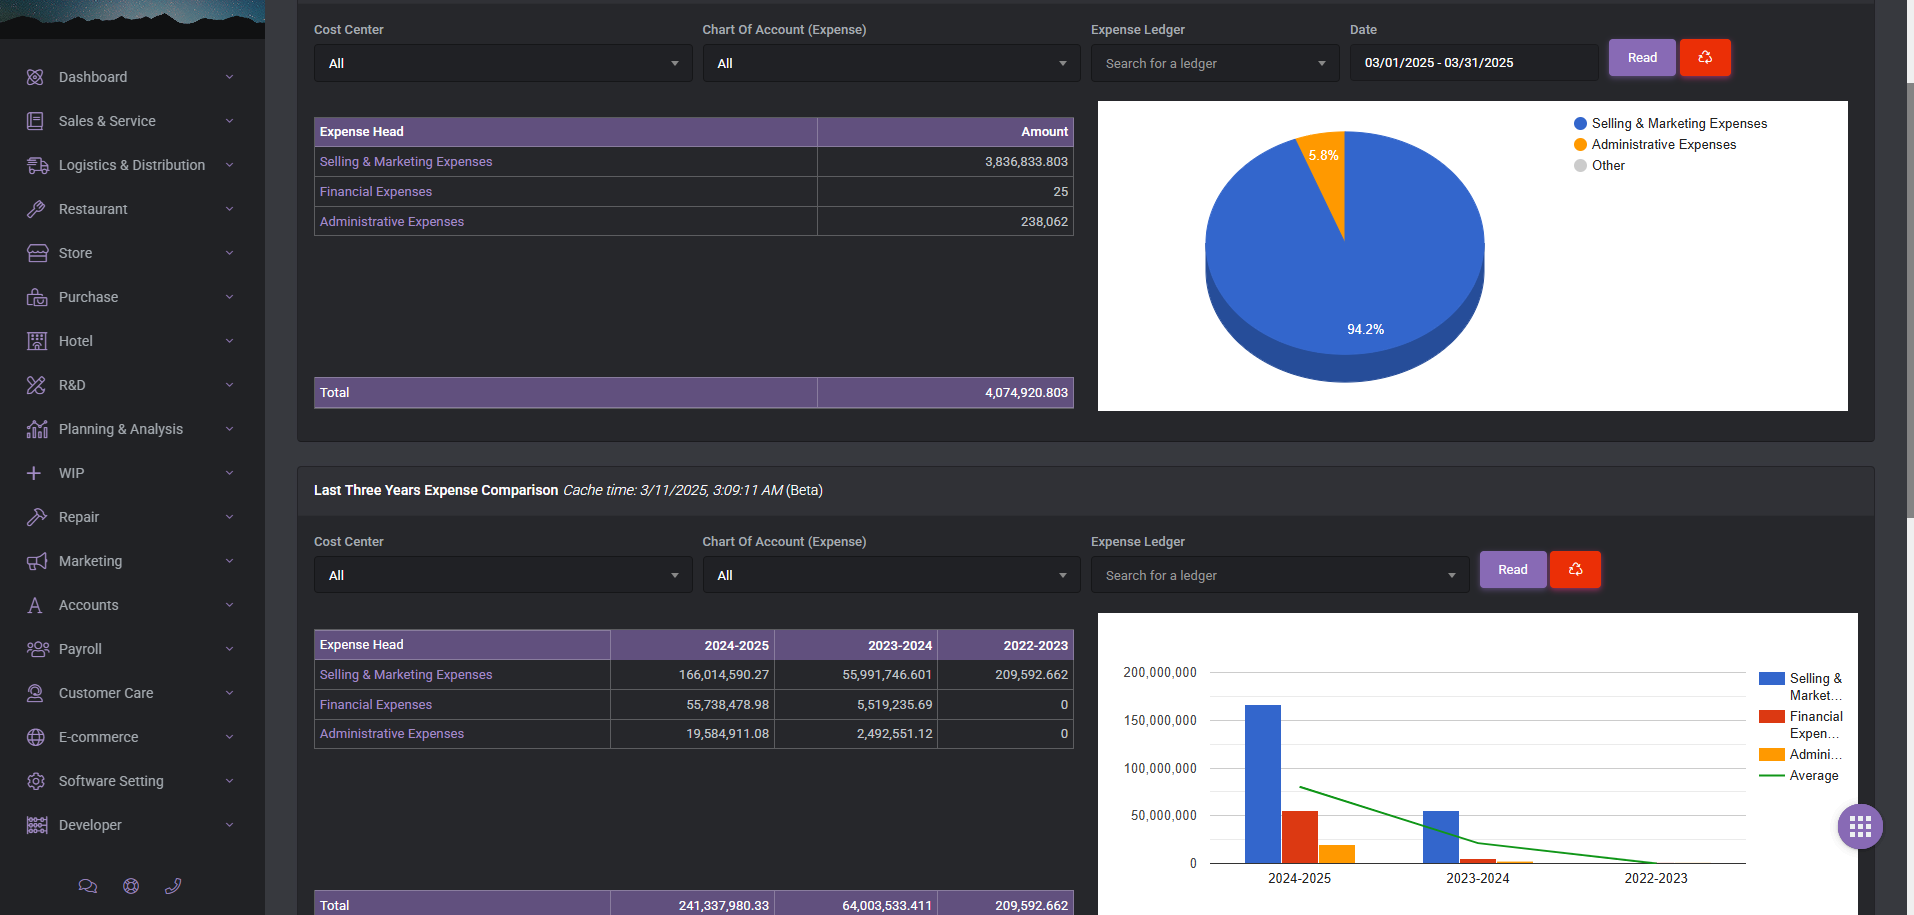 Dashboard
Sales & Service
Logistics & Distribution
Restaurant
Store
Purchase
Hotel
R&D
Planning & Analysis
WIP
Repair
Marketing
Accounts
Payroll
Customer Care
E-commerce
Software Setting
Developer
Cost Center
Chart Of Account (Expense)
Expense Ledger
Date
All
All
Search for a ledger
03/01/2025 - 03/31/2025
Read
Expense Head Amount
Selling & Marketing Expenses 3,836,833.803
Financial Expenses 25
Administrative Expenses 238,062
Total 4,074,920.803
5.8%
94.2%
Selling & Marketing Expenses
Administrative Expenses
Other
Last Three Years Expense Comparison Cache time: 3/11/2025, 3:09:11 AM (Beta)
Cost Center
Chart Of Account (Expense)
Expense Ledger
All
All
Search for a ledger
Read
Expense Head 2024-2025 2023-2024 2022-2023
Selling & Marketing Expenses 166,014,590.27 55,991,746.601 209,592.662
Financial Expenses 55,738,478.98 5,519,235.69 0
Administrative Expenses 19,584,911.08 2,492,551.12 0
Total 241,337,980.33 64,003,533.411 209,592.662
200,000,000
150,000,000
100,000,000
50,000,000
0
2024-2025
2023-2024
2022-2023
Selling &
Market...
Financial
Expen...
Admini...
Average